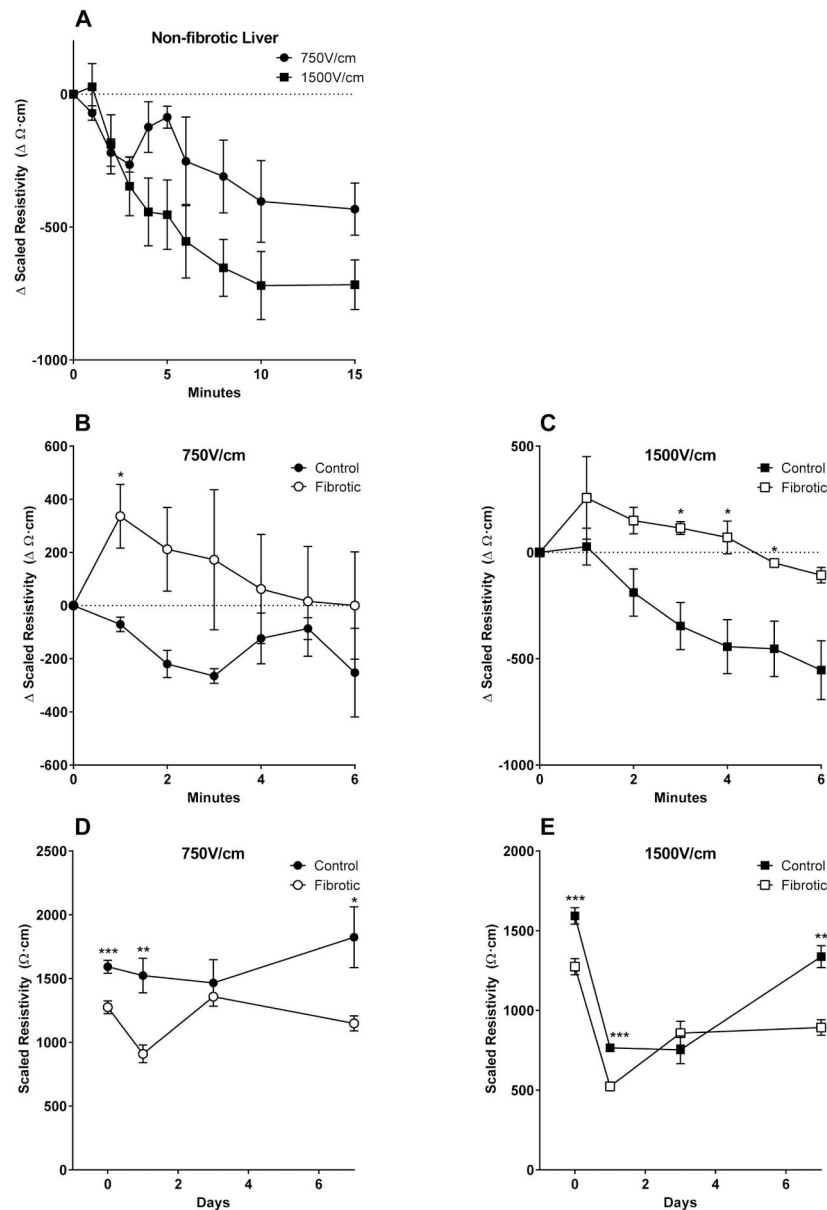 A
Non-fibrotic Liver
750V/cm
1500V/cm
0
-500
-1000
Δ Scaled Resistivity (Δ Ω·cm)
0 5 10 15
Minutes
B
750V/cm
Control
Fibrotic
*
600
400
200
0
-200
-400
-600
Δ Scaled Resistivity (Δ Ω·cm)
0 2 4 6
Minutes
C
1500V/cm
Control
Fibrotic
* * *
500
0
-500
-1000
Δ Scaled Resistivity (Δ Ω·cm)
0 2 4 6
Minutes
D
750V/cm
Control
Fibrotic
*** ** *
2500
2000
1500
1000
500
0
Scaled Resistivity (Ω·cm)
0 2 4 6
Days
E
1500V/cm
Control
Fibrotic
*** *** **
2000
1500
1000
500
0
Scaled Resistivity (Ω·cm)
0 2 4 6
Days